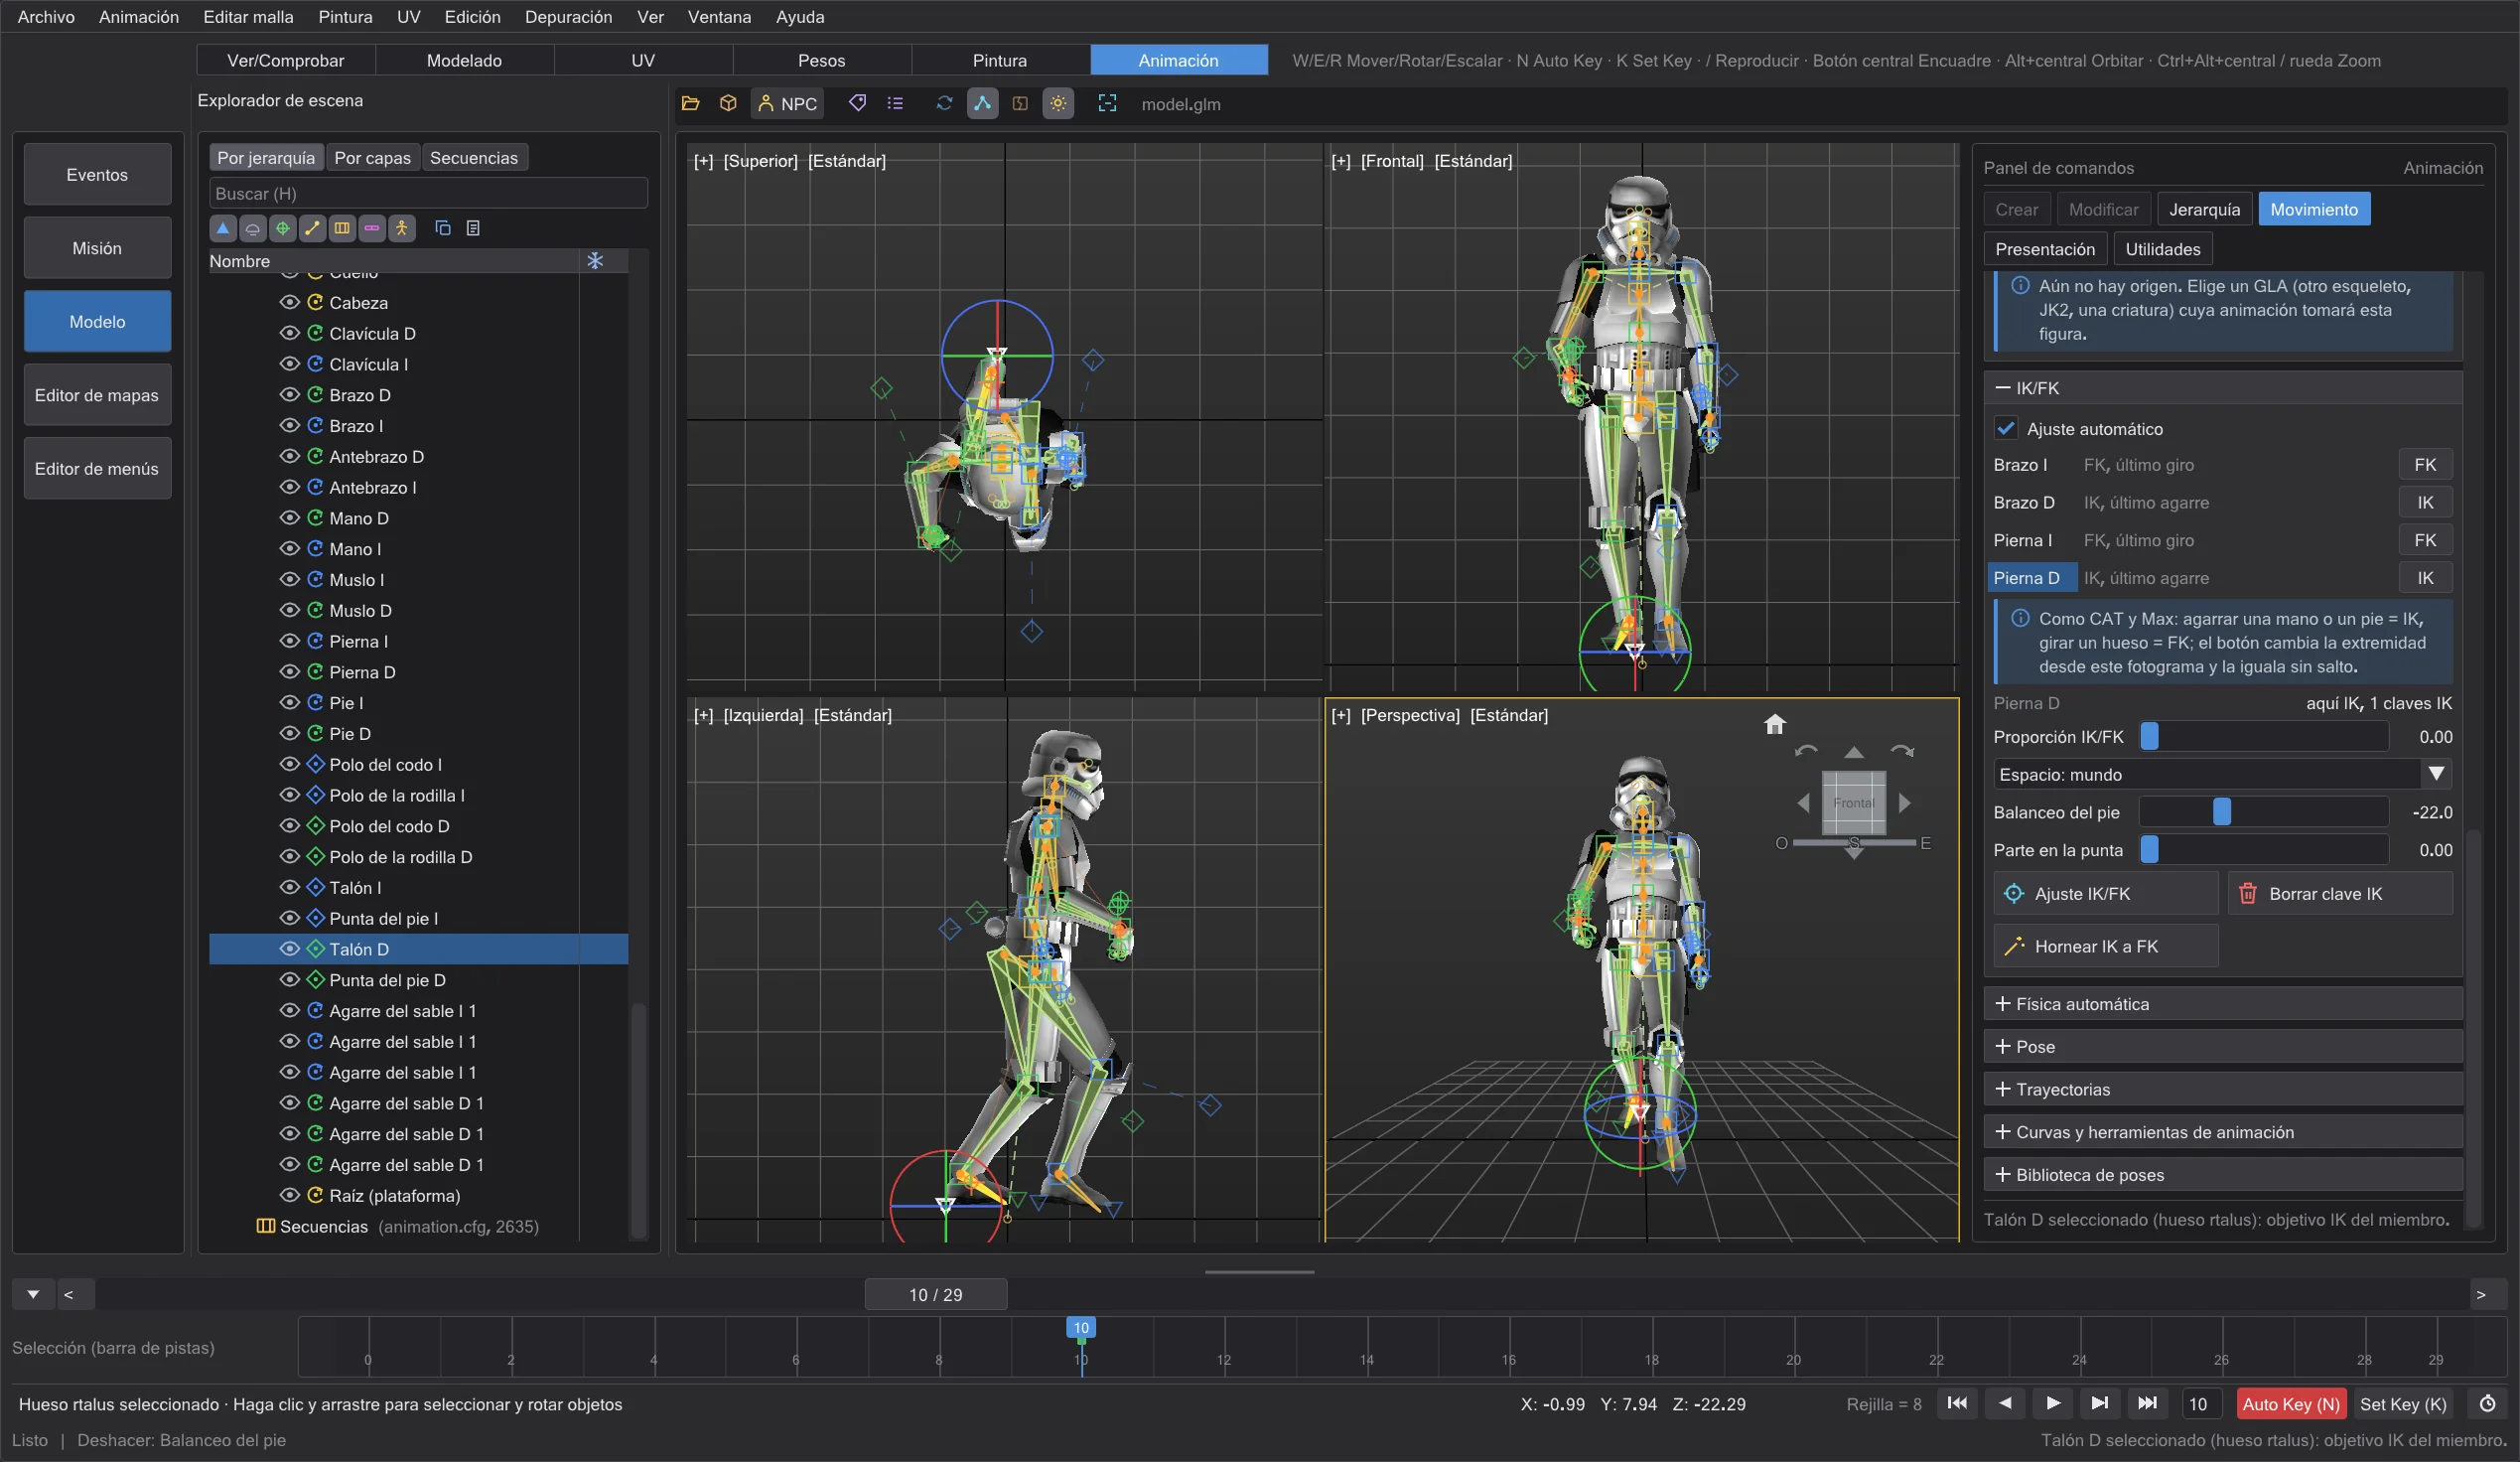 Archivo Animación Editar malla Pintura UV Edición Depuración Ver Ventana Ayuda
Ver/Comprobar Modelado UV Pesos Pintura Animación W/E/R Mover/Rotar/Escalar · N Auto Key · K Set Key · / Reproducir · Botón central Encuadre · Alt+central Orbitar · Ctrl+Alt+central / rueda Zoom
Explorador de escena
NPC model.glm
Eventos
Misión
Modelo
Editor de mapas
Editor de menús
Por jerarquía Por capas Secuencias
Buscar (H)
Nombre
Cuello
Cabeza
Clavícula D
Clavícula I
Brazo D
Brazo I
Antebrazo D
Antebrazo I
Mano D
Mano I
Muslo I
Muslo D
Pierna I
Pierna D
Pie I
Pie D
Polo del codo I
Polo de la rodilla I
Polo del codo D
Polo de la rodilla D
Talón I
Punta del pie I
Talón D
Punta del pie D
Agarre del sable I 1
Agarre del sable I 1
Agarre del sable I 1
Agarre del sable D 1
Agarre del sable D 1
Agarre del sable D 1
Raíz (plataforma)
Secuencias (animation.cfg, 2635)
[+] [Superior] [Estándar]
[+] [Frontal] [Estándar]
[+] [Izquierda] [Estándar]
[+] [Perspectiva] [Estándar]
Frontal
O S E
Panel de comandos Animación
Crear Modificar Jerarquía Movimiento
Presentación Utilidades
Aún no hay origen. Elige un GLA (otro esqueleto,
JK2, una criatura) cuya animación tomará esta
figura.
IK/FK
Ajuste automático
Brazo I FK, último giro FK
Brazo D IK, último agarre IK
Pierna I FK, último giro FK
Pierna D IK, último agarre IK
Como CAT y Max: agarrar una mano o un pie = IK,
girar un hueso = FK; el botón cambia la extremidad
desde este fotograma y la iguala sin salto.
Pierna D aquí IK, 1 claves IK
Proporción IK/FK 0.00
Espacio: mundo
Balanceo del pie -22.0
Parte en la punta 0.00
Ajuste IK/FK Borrar clave IK
Hornear IK a FK
Física automática
Pose
Trayectorias
Curvas y herramientas de animación
Biblioteca de poses
Talón D seleccionado (hueso rtalus): objetivo IK del miembro.
< 10 / 29 >
10
Selección (barra de pistas)
0 2 4 6 8 10 12 14 16 18 20 22 24 26 28 29
Hueso rtalus seleccionado · Haga clic y arrastre para seleccionar y rotar objetos X: -0.99 Y: 7.94 Z: -22.29 Rejilla = 8 10 Auto Key (N) Set Key (K)
Listo | Deshacer: Balanceo del pie Talón D seleccionado (hueso rtalus): objetivo IK del miembro.